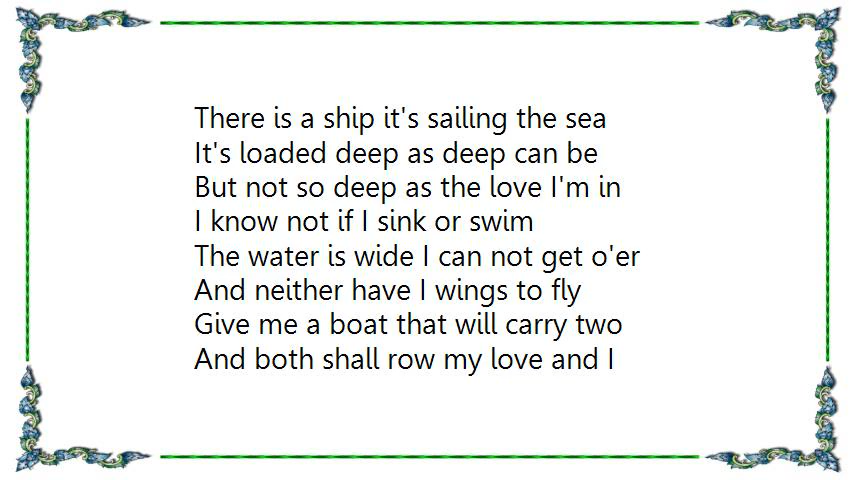 There is a ship it's sailing the sea
It's loaded deep as deep can be
But not so deep as the love I'm in
I know not if I sink or swim
The water is wide I can not get o'er
And neither have I wings to fly
Give me a boat that will carry two
And both shall row my love and I